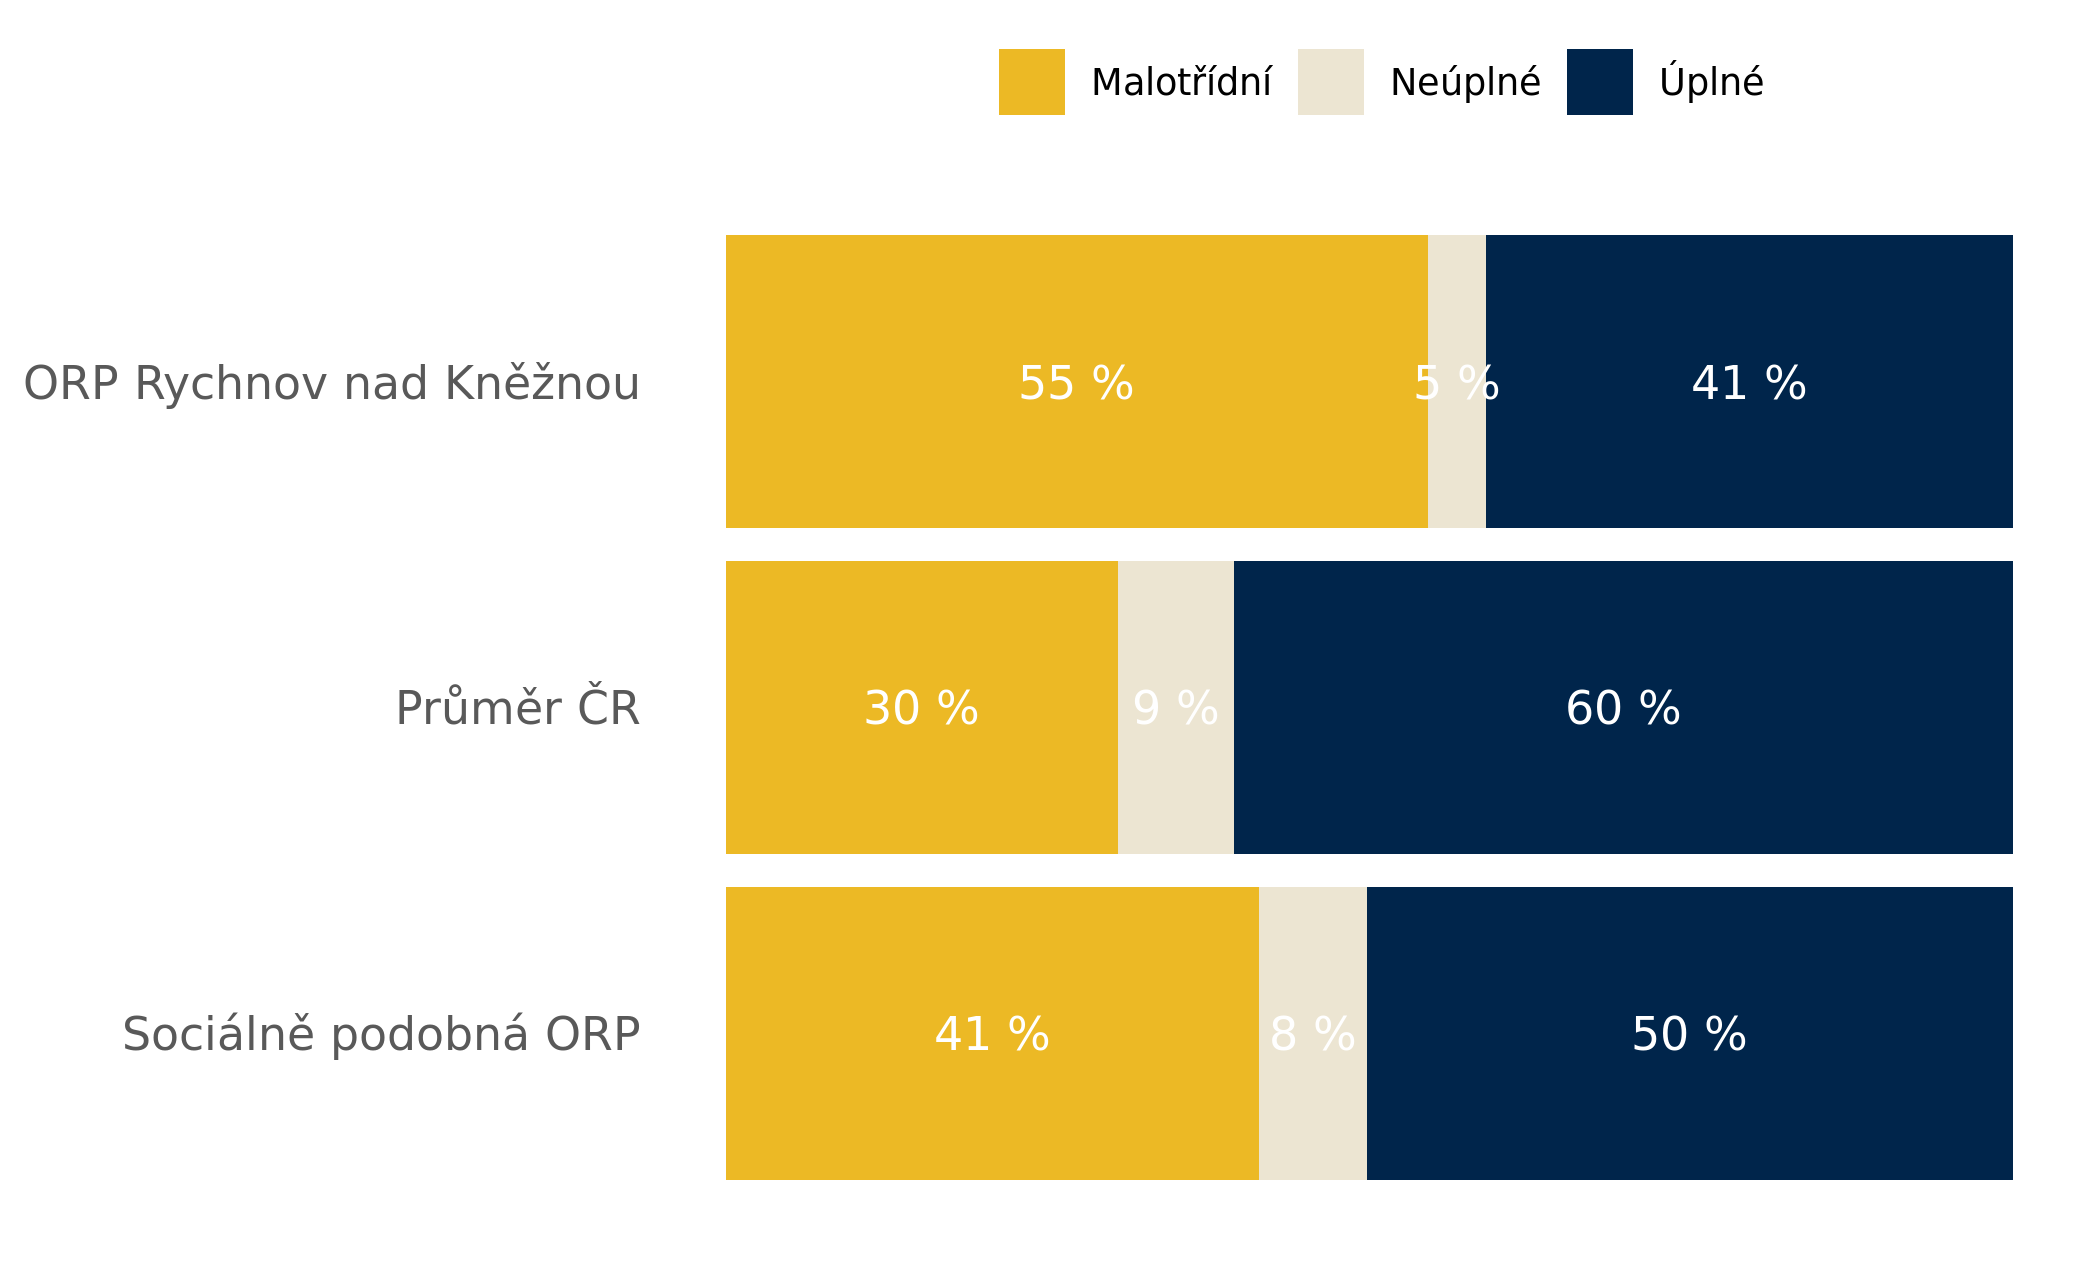 Malotřídní Neúplné Úplné
ORP Rychnov nad Kněžnou 55 % 5 % 41 %
Průměr ČR 30 % 9 % 60 %
Sociálně podobná ORP 41 % 8 % 50 %